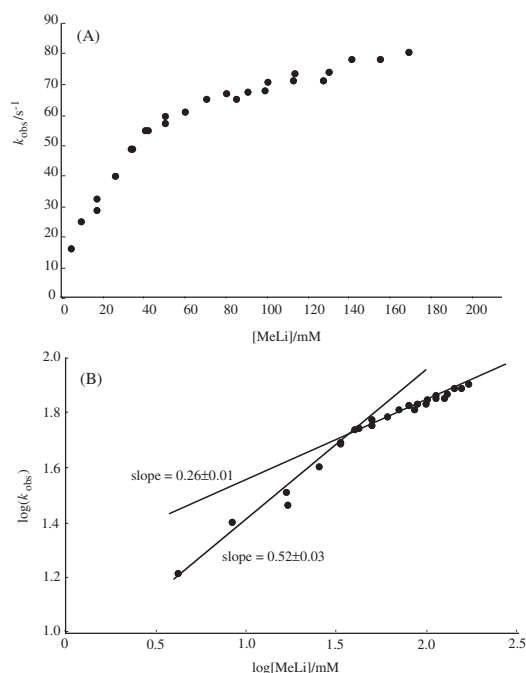 90
(A)
80
70
60
50
40
30
20
10
0
k_obs/s⁻¹
0 20 40 60 80 100 120 140 160 180 200
[MeLi]/mM
2.0
(B)
1.8
1.6
1.4
1.2
1.0
log(k_obs)
slope = 0.26±0.01
slope = 0.52±0.03
0 0.5 1.0 1.5 2.0 2.5
log[MeLi]/mM